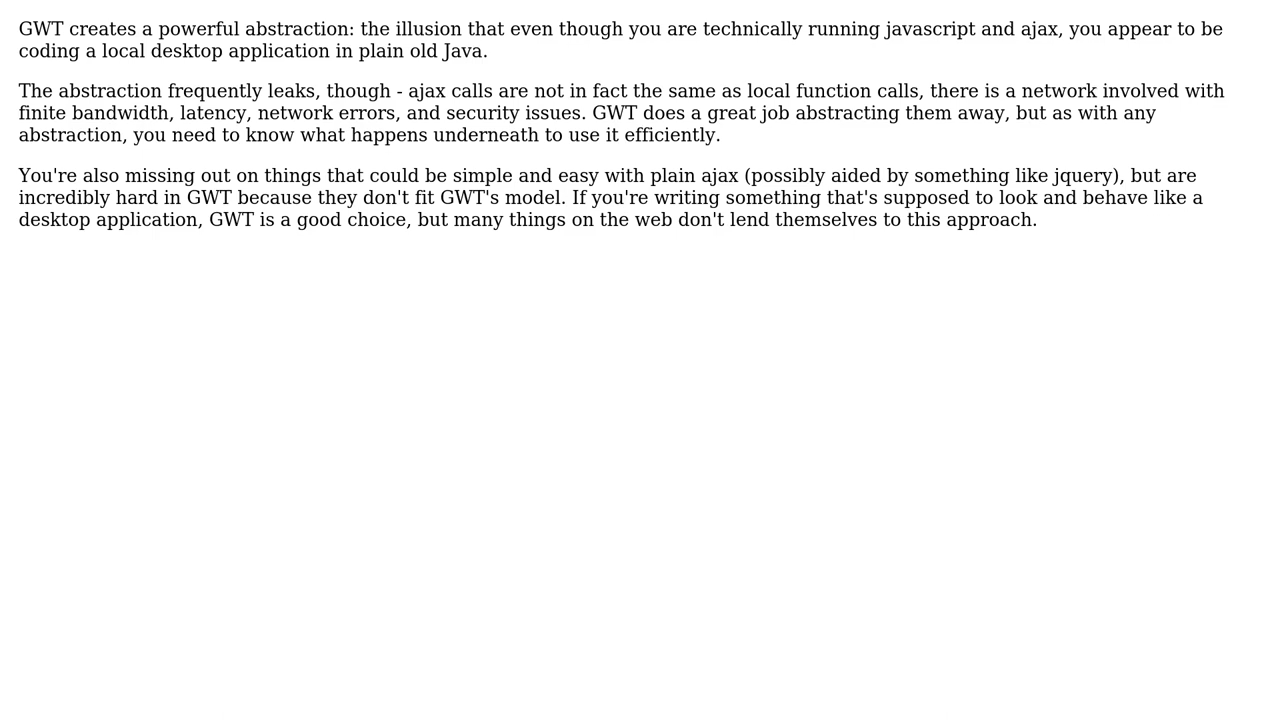 GWT creates a powerful abstraction: the illusion that even though you are technically running javascript and ajax, you appear to be
coding a local desktop application in plain old Java.
The abstraction frequently leaks, though - ajax calls are not in fact the same as local function calls, there is a network involved with
finite bandwidth, latency, network errors, and security issues. GWT does a great job abstracting them away, but as with any
abstraction, you need to know what happens underneath to use it efficiently.
You're also missing out on things that could be simple and easy with plain ajax (possibly aided by something like jquery), but are
incredibly hard in GWT because they don't fit GWT's model. If you're writing something that's supposed to look and behave like a
desktop application, GWT is a good choice, but many things on the web don't lend themselves to this approach.